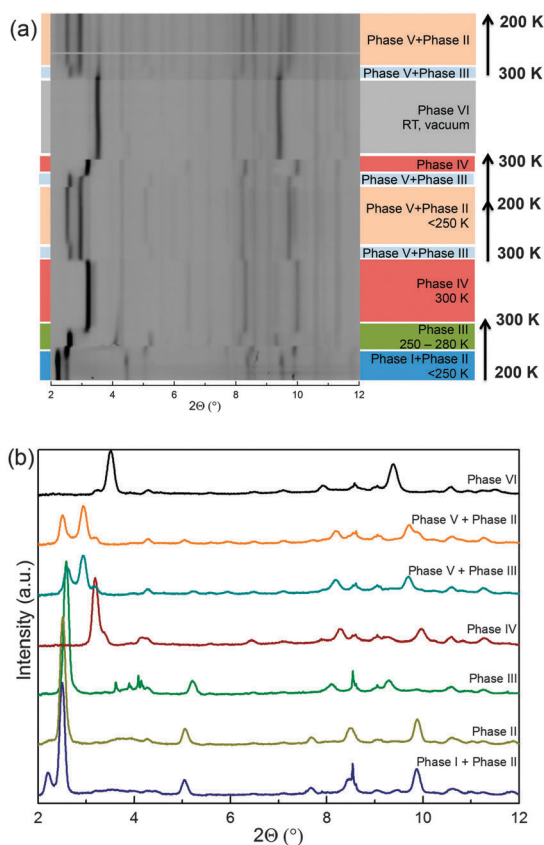 (a)
200 K
Phase V+Phase II
Phase V+Phase III
300 K
Phase VI
RT, vacuum
Phase IV
300 K
Phase V+Phase III
Phase V+Phase II
<250 K
200 K
Phase V+Phase III
300 K
Phase IV
300 K
300 K
Phase III
250 – 280 K
Phase I+Phase II
<250 K
200 K
2 4 6 8 10 12
2Θ (°)
(b)
Phase VI
Phase V + Phase II
Phase V + Phase III
Phase IV
Phase III
Phase II
Phase I + Phase II
Intensity (a.u.)
2 4 6 8 10 12
2Θ (°)